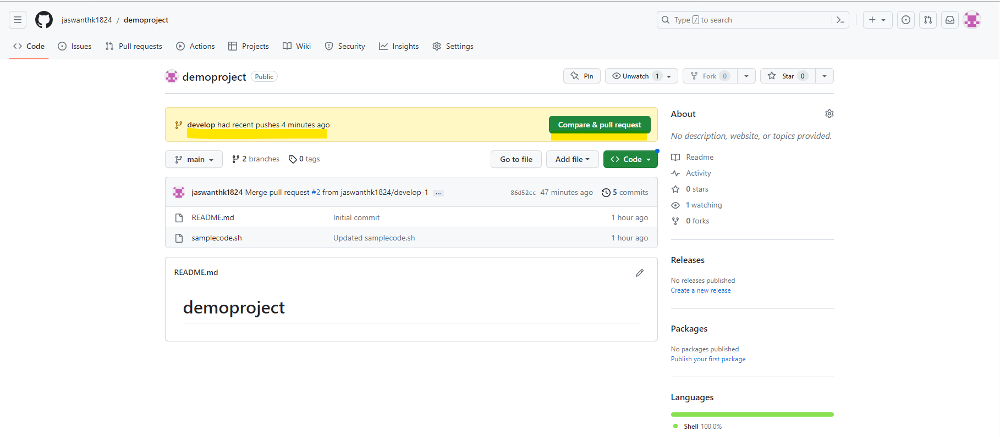 jaswanthk1824 / demoproject
Type / to search
Code Issues Pull requests Actions Projects Wiki Security Insights Settings
demoproject Public
Pin Unwatch 1 Fork 0 Star 0
develop had recent pushes 4 minutes ago Compare & pull request
main 2 branches 0 tags Go to file Add file <> Code
jaswanthk1824 Merge pull request #2 from jaswanthk1824/develop-1 ... 86d52cc 47 minutes ago 5 commits
README.md Initial commit 1 hour ago
samplecode.sh Updated samplecode.sh 1 hour ago
README.md
demoproject
About
No description, website, or topics provided.
Readme
Activity
0 stars
1 watching
0 forks
Releases
No releases published
Create a new release
Packages
No packages published
Publish your first package
Languages
Shell 100.0%